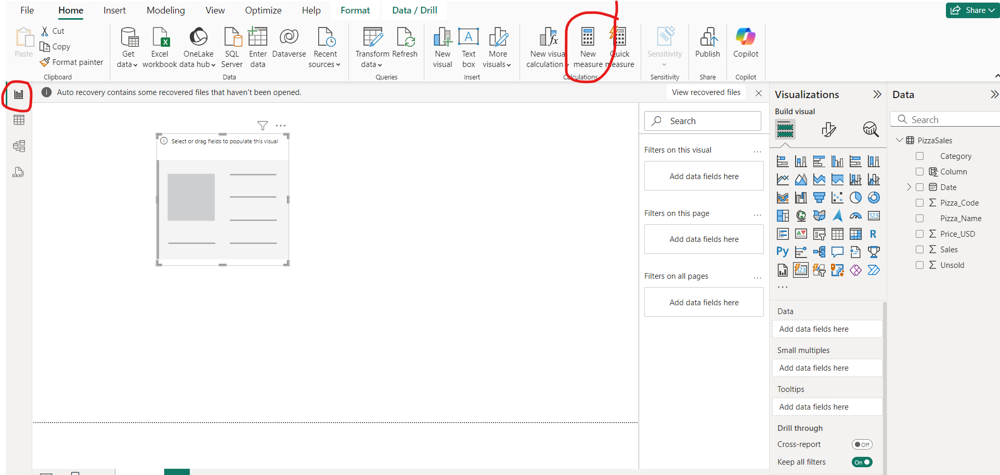 File Home Insert Modeling View Optimize Help Format Data / Drill Share
Paste
Cut
Copy
Format painter
Clipboard
Get data
Excel workbook
OneLake data hub
SQL Server
Enter data
Dataverse
Recent sources
Data
Transform data
Refresh
Queries
New visual
Text box
More visuals
Insert
New visual calculation
New measure
Quick measure
Calculations
Sensitivity
Sensitivity
Publish
Share
Copilot
Copilot
Auto recovery contains some recovered files that haven't been opened.
View recovered files
DAX
Select or drag fields to populate this visual
Search
Filters on this visual
Add data fields here
Filters on this page
Add data fields here
Filters on all pages
Add data fields here
Visualizations
Build visual
123
R
Py
123
Data
Add data fields here
Small multiples
Add data fields here
Tooltips
Add data fields here
Drill through
Cross-report Off
Keep all filters On
Data
Search
PizzaSales
Category
Column
Date
Pizza_Code
Pizza_Name
Price_USD
Sales
Unsold